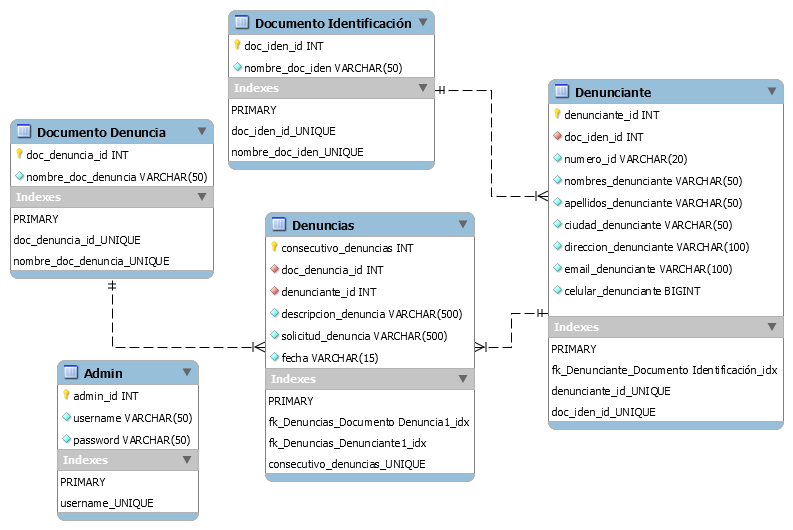 Documento Identificación
doc_iden_id INT
nombre_doc_iden VARCHAR(50)
Indexes
PRIMARY
doc_iden_id_UNIQUE
nombre_doc_iden_UNIQUE
Denunciante
denunciante_id INT
doc_iden_id INT
numero_id VARCHAR(20)
nombres_denunciante VARCHAR(50)
apellidos_denunciante VARCHAR(50)
ciudad_denunciante VARCHAR(50)
direccion_denunciante VARCHAR(100)
email_denunciante VARCHAR(100)
celular_denunciante BIGINT
Indexes
PRIMARY
fk_Denunciante_Documento Identificación_idx
denunciante_id_UNIQUE
doc_iden_id_UNIQUE
Documento Denuncia
doc_denuncia_id INT
nombre_doc_denuncia VARCHAR(50)
Indexes
PRIMARY
doc_denuncia_id_UNIQUE
nombre_doc_denuncia_UNIQUE
Denuncias
consecutivo_denuncias INT
doc_denuncia_id INT
denunciante_id INT
descripcion_denuncia VARCHAR(500)
solicitud_denuncia VARCHAR(500)
fecha VARCHAR(15)
Indexes
PRIMARY
fk_Denuncias_Documento Denuncia1_idx
fk_Denuncias_Denunciante1_idx
consecutivo_denuncias_UNIQUE
Admin
admin_id INT
username VARCHAR(50)
password VARCHAR(50)
Indexes
PRIMARY
username_UNIQUE